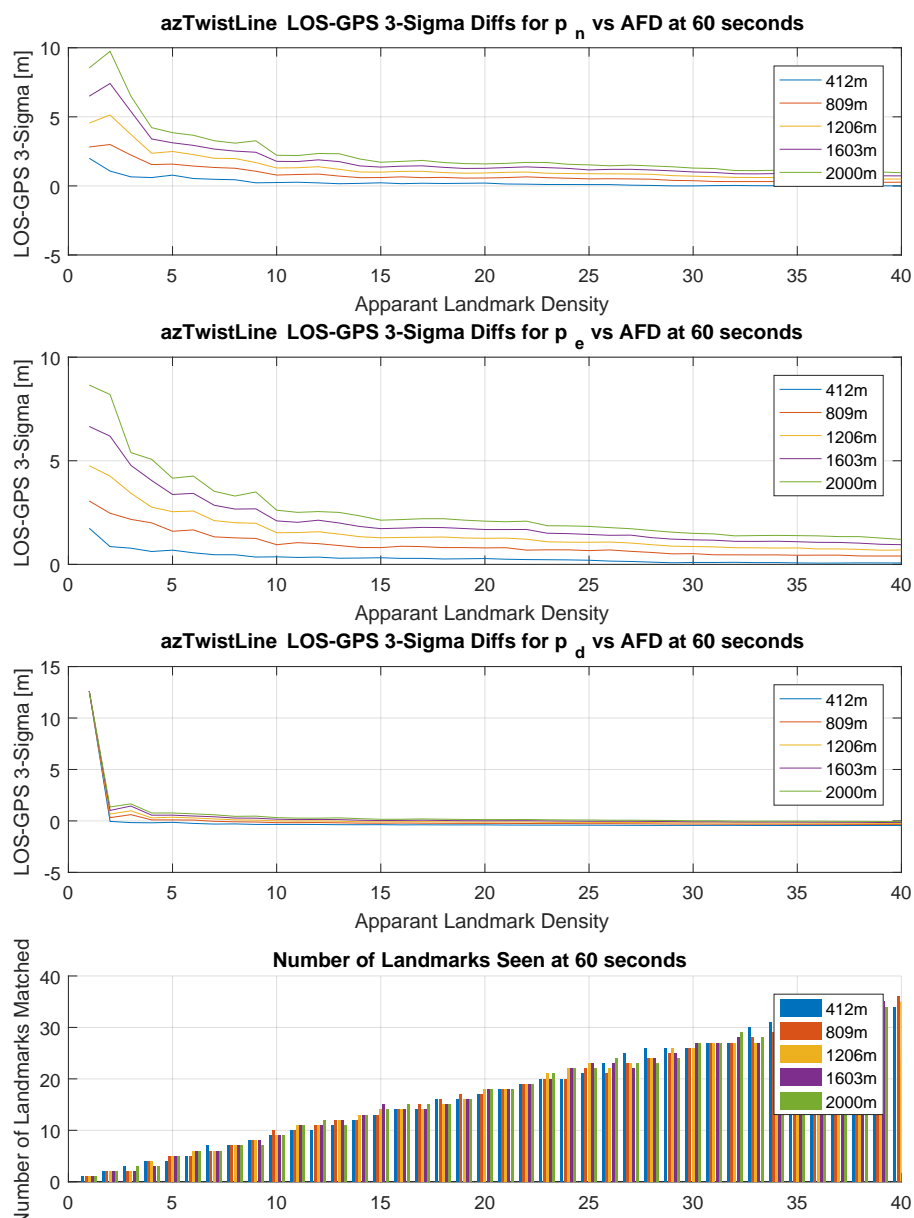 azTwistLine LOS-GPS 3-Sigma Diffs for p n vs AFD at 60 seconds
10
5
0
-5
LOS-GPS 3-Sigma [m]
412m
809m
1206m
1603m
2000m
0 5 10 15 20 25 30 35 40
Apparant Landmark Density
azTwistLine LOS-GPS 3-Sigma Diffs for p e vs AFD at 60 seconds
10
5
0
LOS-GPS 3-Sigma [m]
412m
809m
1206m
1603m
2000m
0 5 10 15 20 25 30 35 40
Apparant Landmark Density
azTwistLine LOS-GPS 3-Sigma Diffs for p d vs AFD at 60 seconds
15
10
5
0
-5
LOS-GPS 3-Sigma [m]
412m
809m
1206m
1603m
2000m
0 5 10 15 20 25 30 35 40
Apparant Landmark Density
Number of Landmarks Seen at 60 seconds
40
30
20
10
0
Number of Landmarks Matched
412m
809m
1206m
1603m
2000m
0 5 10 15 20 25 30 35 40